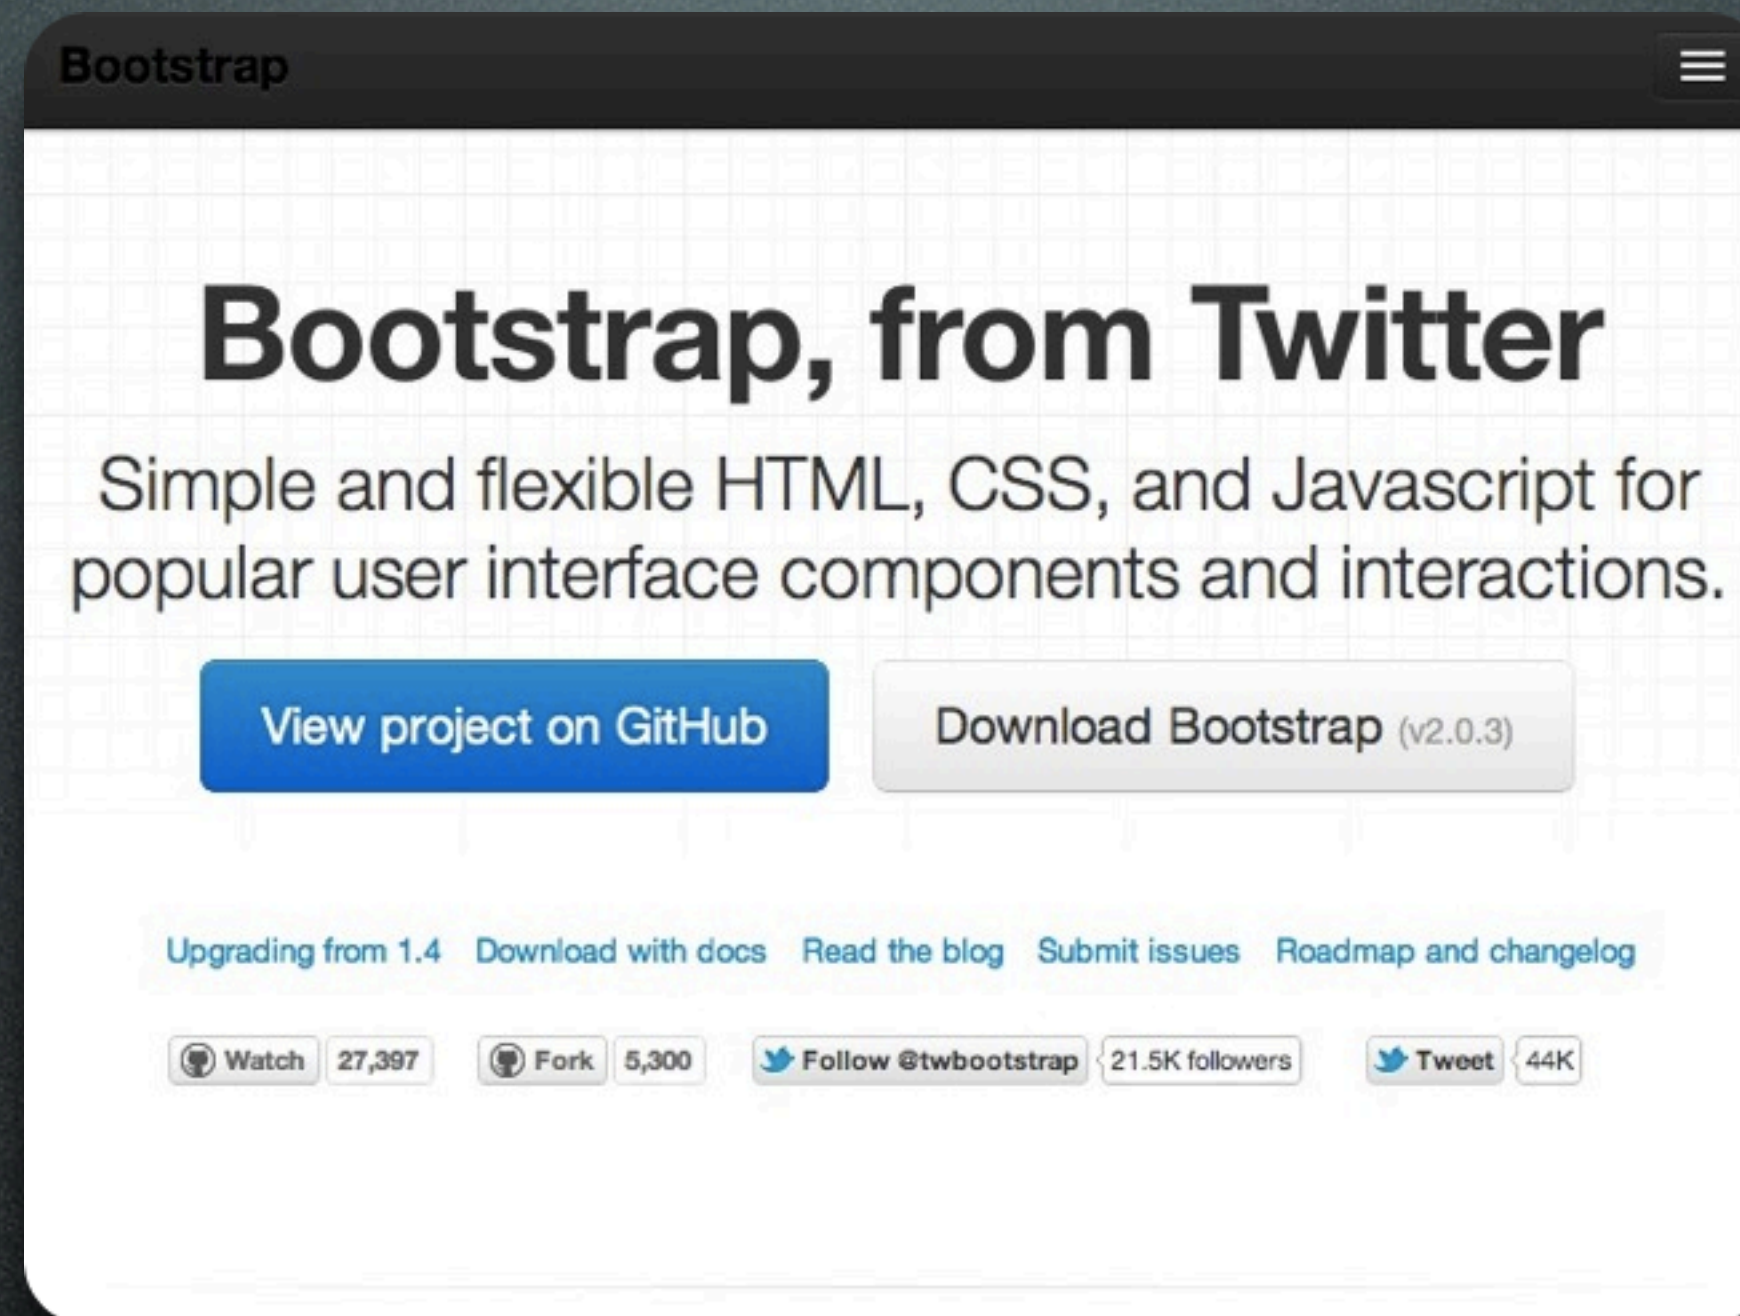 Bootstrap
Bootstrap, from Twitter
Simple and flexible HTML, CSS, and Javascript for
popular user interface components and interactions.
View project on GitHub Download Bootstrap (v2.0.3)
Upgrading from 1.4 Download with docs Read the blog Submit issues Roadmap and changelog
Watch 27,397 Fork 5,300 Follow @twbootstrap 21.5K followers Tweet 44K